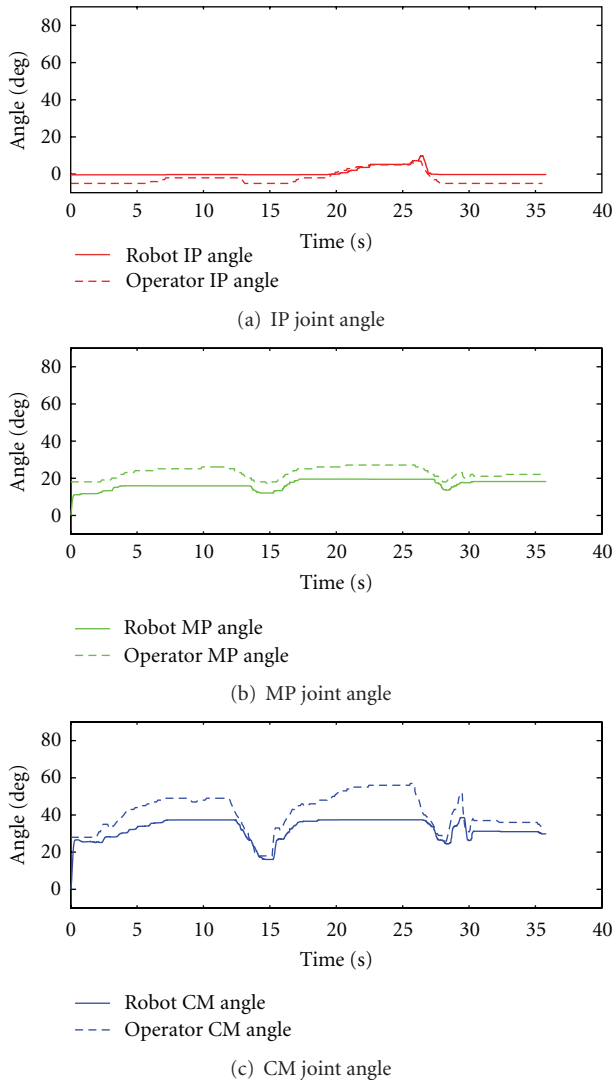 80
60
40
20
0
Angle (deg)
0 5 10 15 20 25 30 35 40
Time (s)
Robot IP angle
Operator IP angle
(a) IP joint angle
80
60
40
20
0
Angle (deg)
0 5 10 15 20 25 30 35 40
Time (s)
Robot MP angle
Operator MP angle
(b) MP joint angle
80
60
40
20
0
Angle (deg)
0 5 10 15 20 25 30 35 40
Time (s)
Robot CM angle
Operator CM angle
(c) CM joint angle